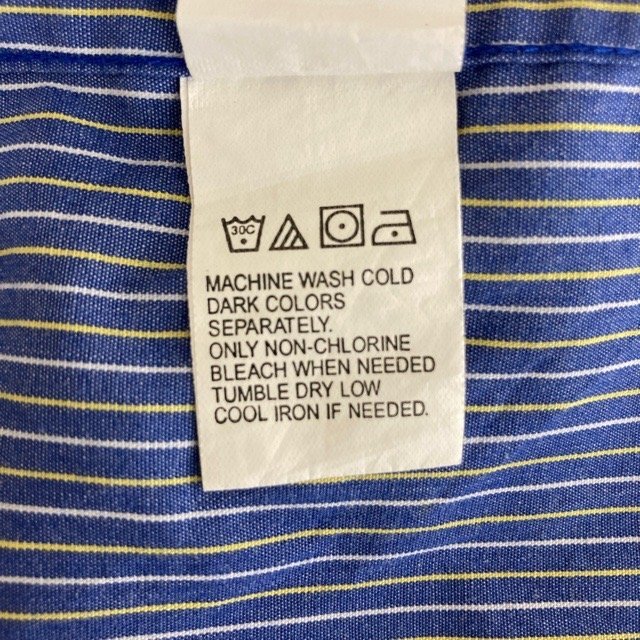 30C
MACHINE WASH COLD
DARK COLORS
SEPARATELY.
ONLY NON-CHLORINE
BLEACH WHEN NEEDED
TUMBLE DRY LOW
COOL IRON IF NEEDED.